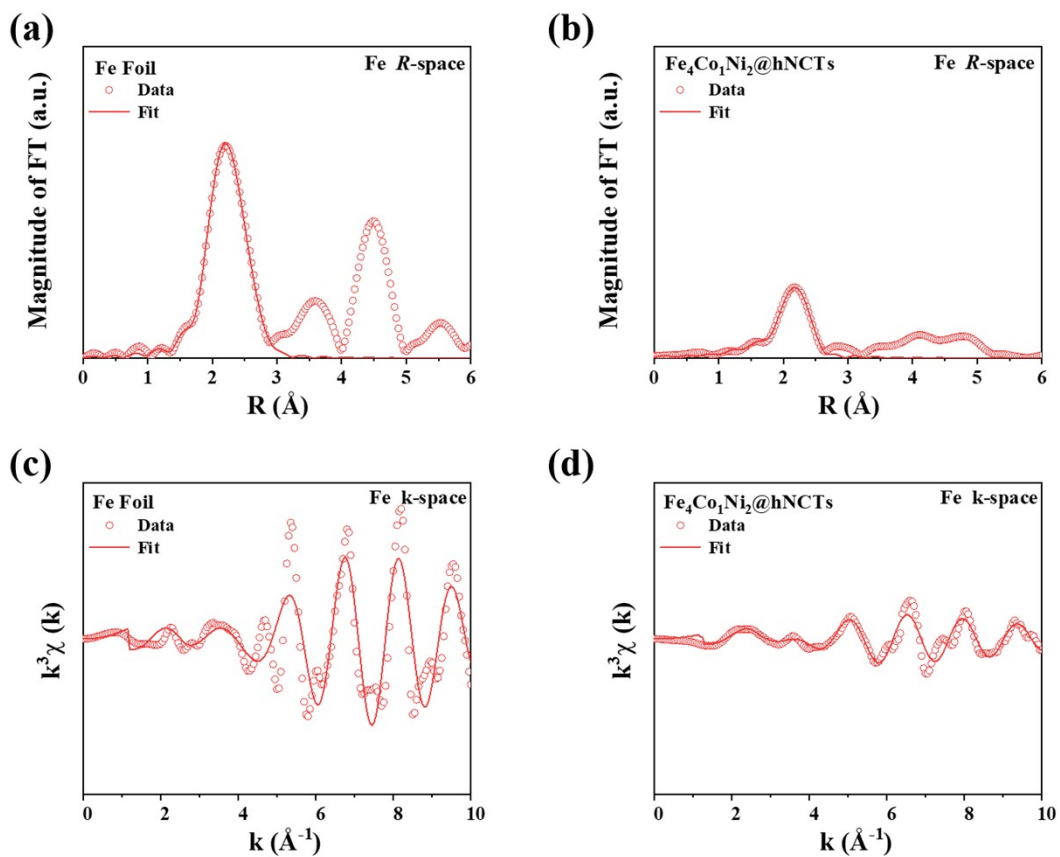 (a)
Fe Foil
Fe R-space
Data
Fit
Magnitude of FT (a.u.)
0 1 2 3 4 5 6
R (Å)
(b)
Fe₄Co₁Ni₂@hNCTs
Fe R-space
Data
Fit
Magnitude of FT (a.u.)
0 1 2 3 4 5 6
R (Å)
(c)
Fe Foil
Fe k-space
Data
Fit
k³χ (k)
0 2 4 6 8 10
k (Å⁻¹)
(d)
Fe₄Co₁Ni₂@hNCTs
Fe k-space
Data
Fit
k³χ (k)
0 2 4 6 8 10
k (Å⁻¹)